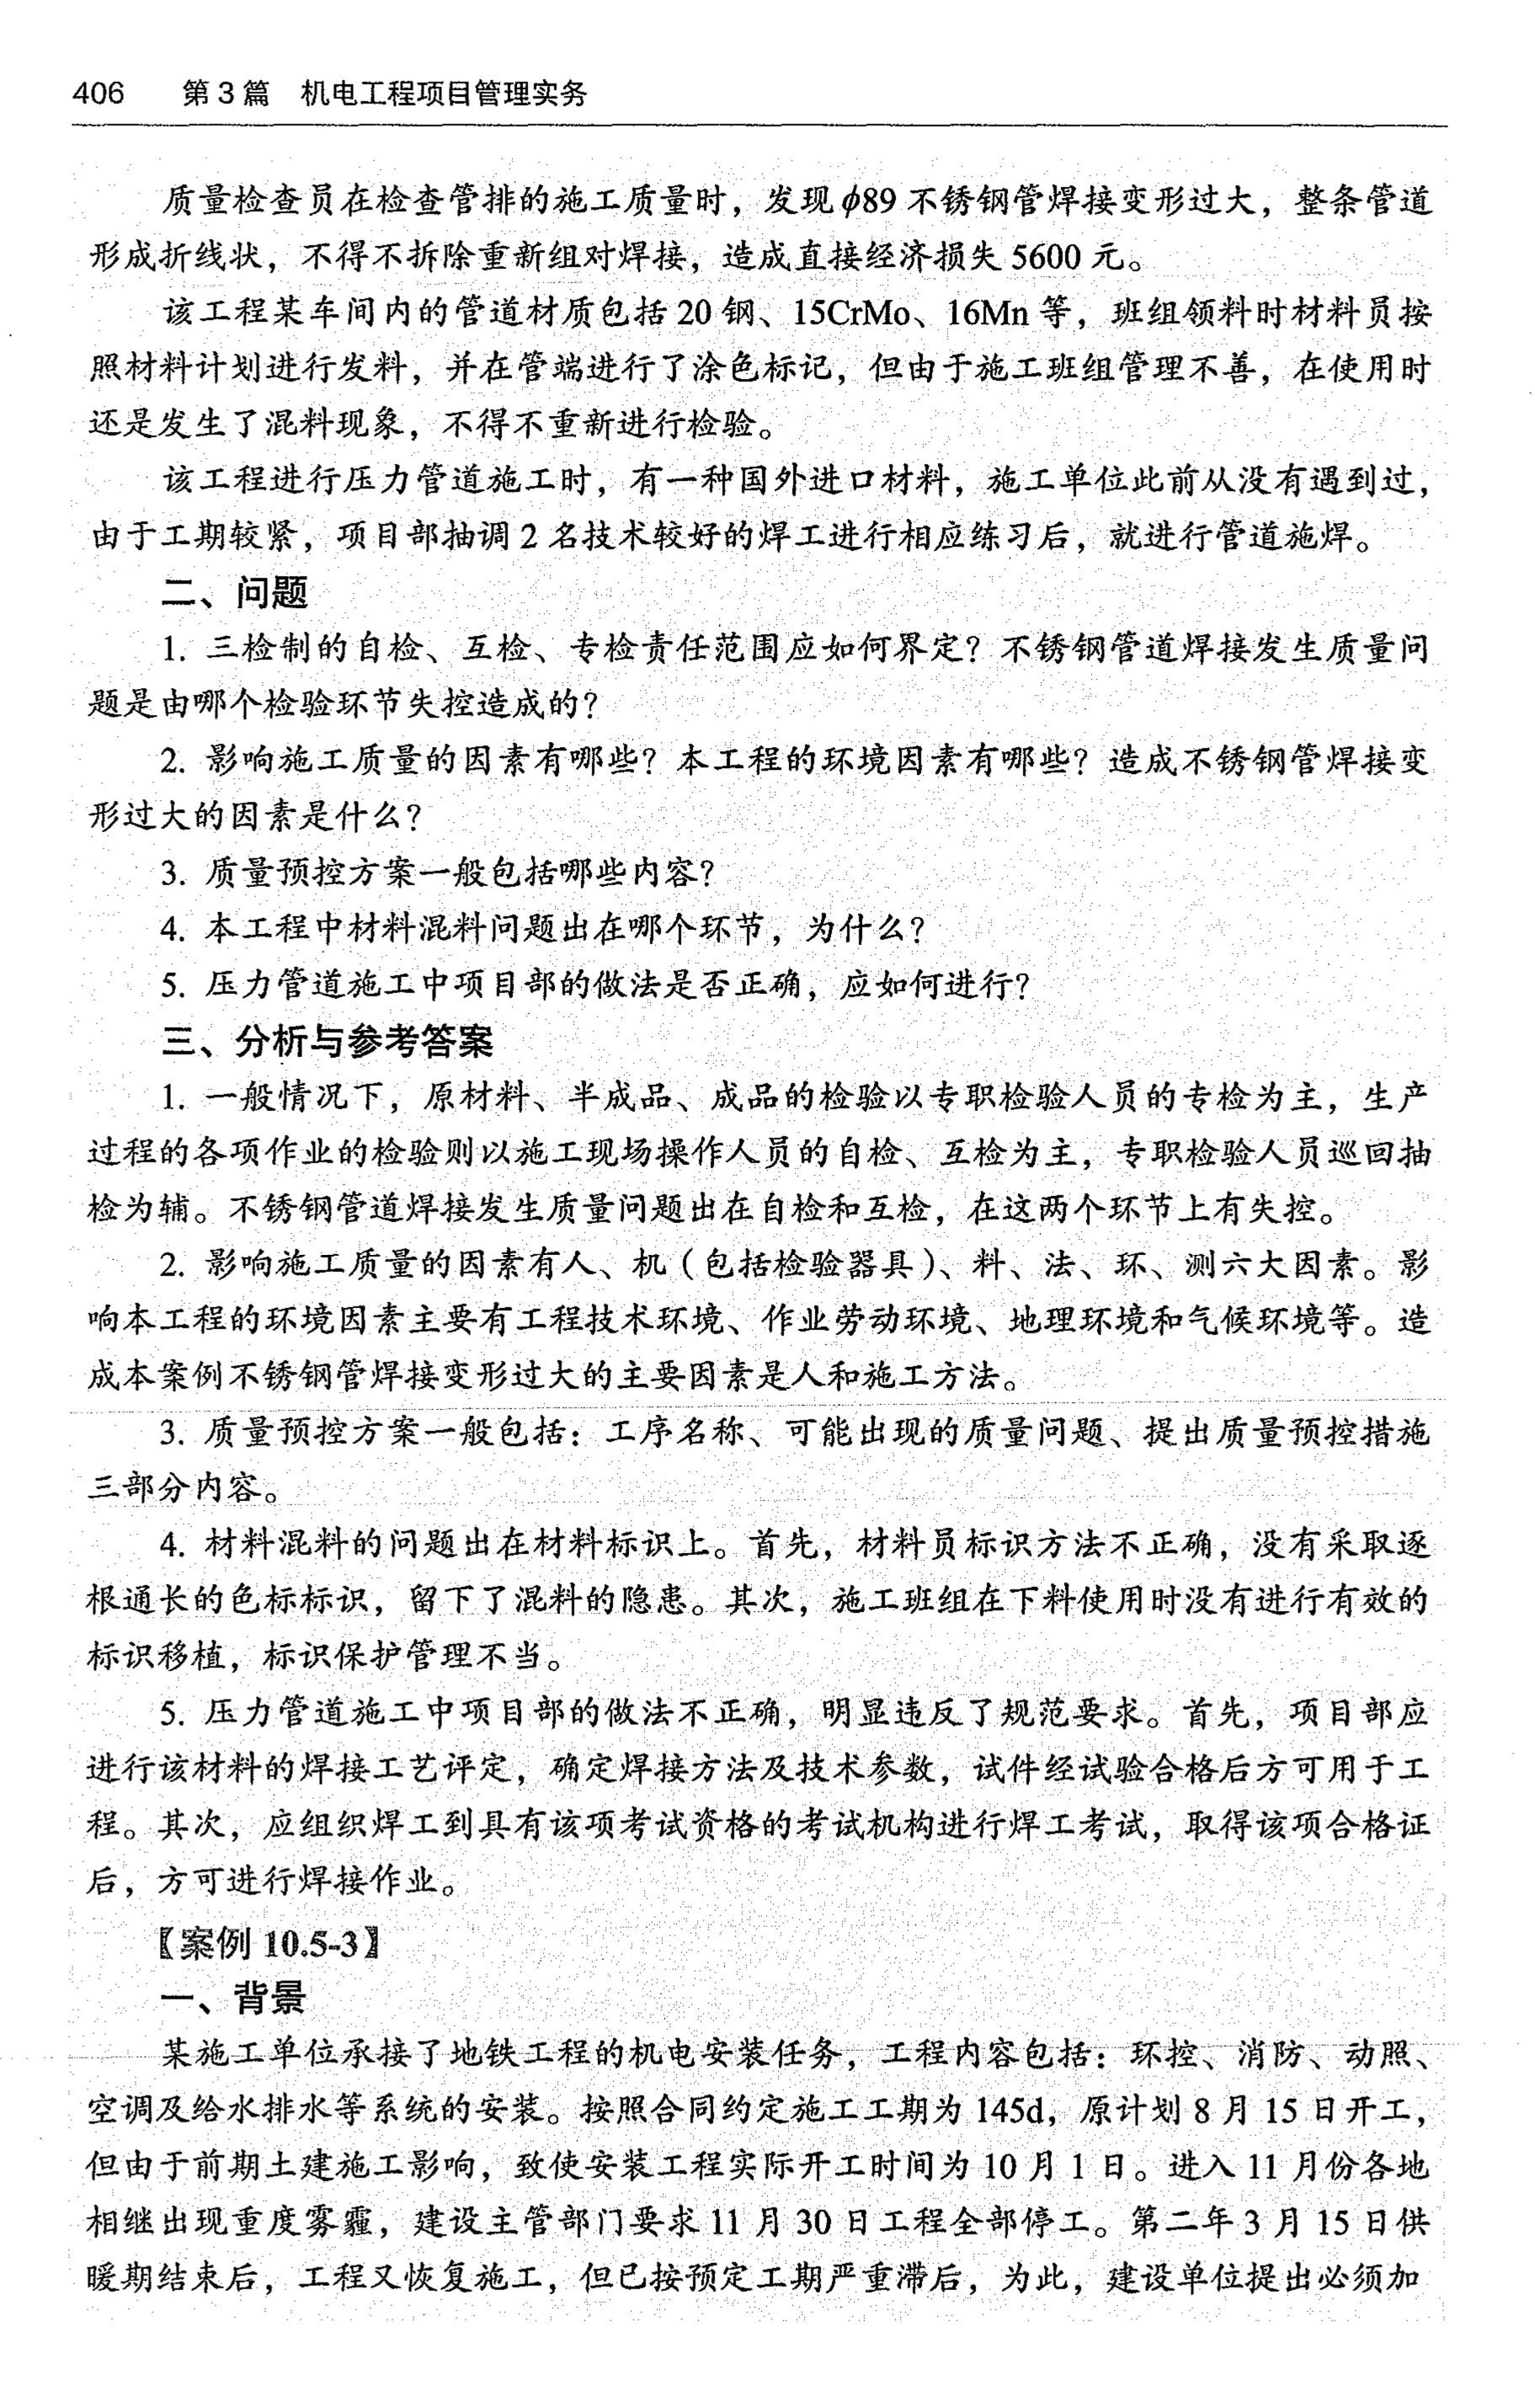 406 第3篇 机电工程项目管理实务
质量检查员在检查管排的施工质量时，发现φ89不锈钢管焊接变形过大，整条管道
形成折线状，不得不拆除重新组对焊接，造成直接经济损失5600元。
该工程某车间内的管道材质包括20钢、15CrMo、16Mn等，班组领料时材料员按
照材料计划进行发料，并在管端进行了涂色标记，但由于施工班组管理不善，在使用时
还是发生了混料现象，不得不重新进行检验。
该工程进行压力管道施工时，有一种国外进口材料，施工单位此前从没有遇到过，
由于工期较紧，项目部抽调2名技术较好的焊工进行相应练习后，就进行管道施焊。
二、问题
1. 三检制的自检、互检、专检责任范围应如何界定？不锈钢管道焊接发生质量问
题是由哪个检验环节失控造成的？
2. 影响施工质量的因素有哪些？本工程的环境因素有哪些？造成不锈钢管焊接变
形过大的因素是什么？
3. 质量预控方案一般包括哪些内容？
4. 本工程中材料混料问题出在哪个环节，为什么？
5. 压力管道施工中项目部的做法是否正确，应如何进行？
三、分析与参考答案
1. 一般情况下，原材料、半成品、成品的检验以专职检验人员的专检为主，生产
过程的各项作业的检验则以施工现场操作人员的自检、互检为主，专职检验人员巡回抽
检为辅。不锈钢管道焊接发生质量问题出在自检和互检，在这两个环节上有失控。
2. 影响施工质量的因素有人、机（包括检验器具）、料、法、环、测六大因素。影
响本工程的环境因素主要有工程技术环境、作业劳动环境、地理环境和气候环境等。造
成本案例不锈钢管焊接变形过大的主要因素是人和施工方法。
3. 质量预控方案一般包括：工序名称、可能出现的质量问题、提出质量预控措施
三部分内容。
4. 材料混料的问题出在材料标识上。首先，材料员标识方法不正确，没有采取逐
根通长的色标标识，留下了混料的隐患。其次，施工班组在下料使用时没有进行有效的
标识移植，标识保护管理不当。
5. 压力管道施工中项目部的做法不正确，明显违反了规范要求。首先，项目部应
进行该材料的焊接工艺评定，确定焊接方法及技术参数，试件经试验合格后方可用于工
程。其次，应组织焊工到具有该项考试资格的考试机构进行焊工考试，取得该项合格证
后，方可进行焊接作业。
【案例 10.5-3】
一、背景
某施工单位承接了地铁工程的机电安装任务，工程内容包括：环控、消防、动照、
空调及给水排水等系统的安装。按照合同约定施工工期为145d，原计划8月15日开工，
但由于前期土建施工影响，致使安装工程实际开工时间为10月1日。进入11月份各地
相继出现重度雾霾，建设主管部门要求11月30日工程全部停工。第二年3月15日供
暖期结束后，工程又恢复施工，但已按预定工期严重滞后，为此，建设单位提出必须加